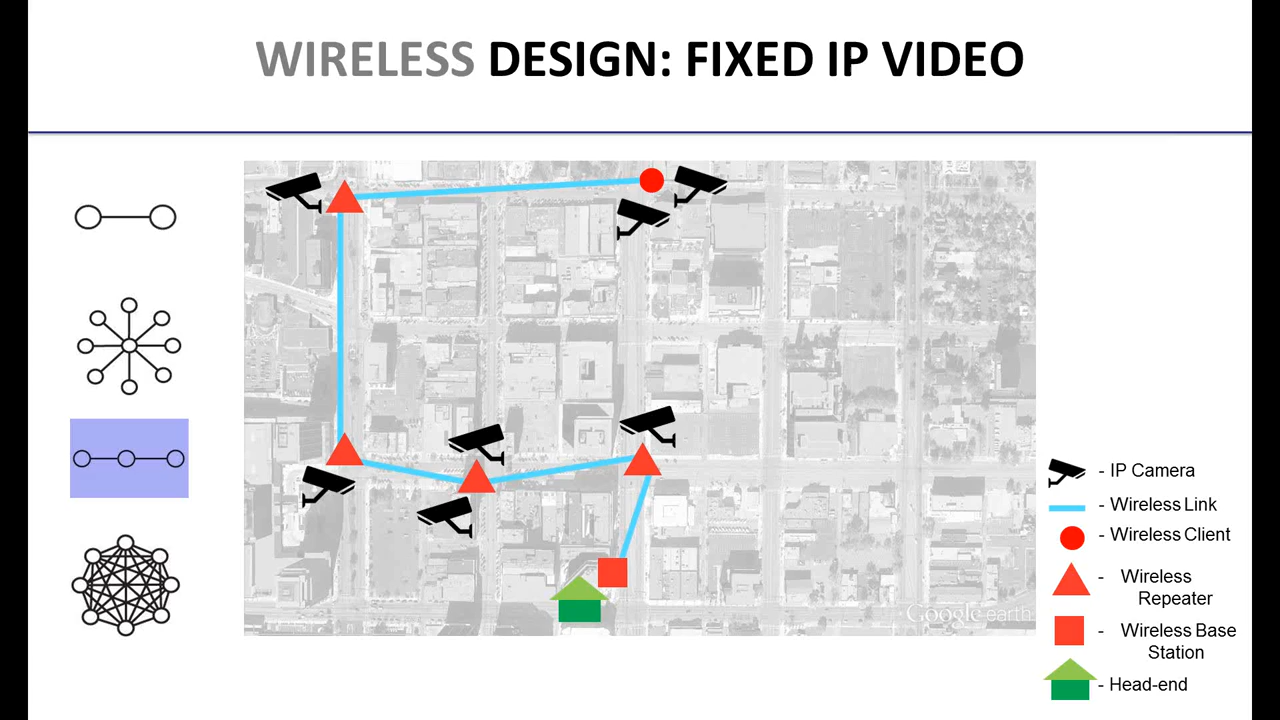 WIRELESS DESIGN: FIXED IP VIDEO
Google earth
- IP Camera
- Wireless Link
- Wireless Client
- Wireless
Repeater
- Wireless Base
Station
- Head-end